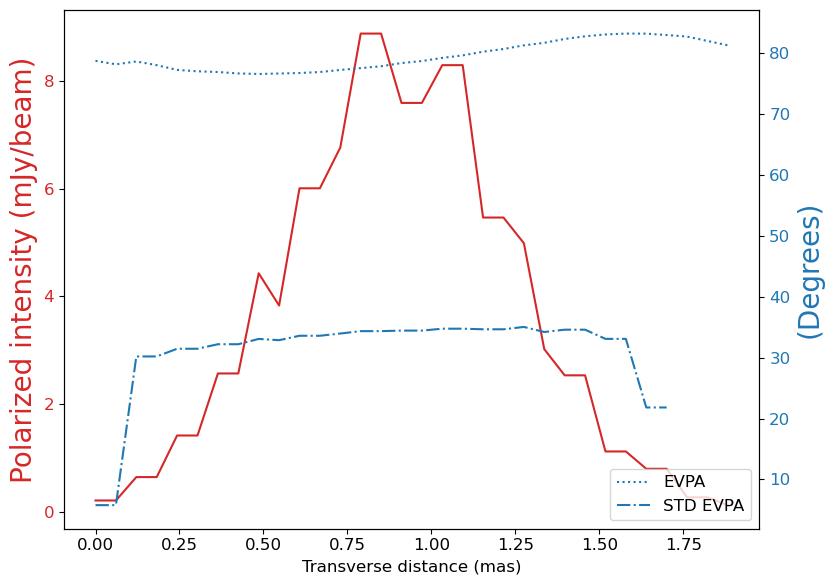 Polarized intensity (mJy/beam)
8
6
4
2
0
80
70
60
50
40
30
20
10
(Degrees)
EVPA
STD EVPA
0.00 0.25 0.50 0.75 1.00 1.25 1.50 1.75
Transverse distance (mas)